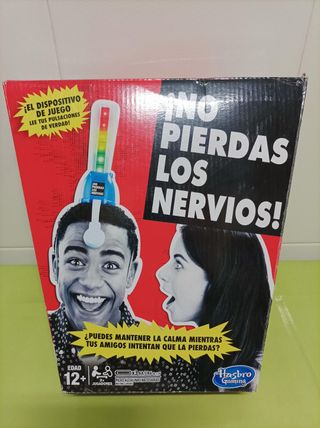 ¡EL DISPOSITIVO
DE JUEGO
LEE TUS PULSACIONES
DE VERDAD!
¡NO
PIERDAS
LOS
NERVIOS!
¿PUEDES MANTENER LA CALMA MIENTRAS
TUS AMIGOS INTENTAN QUE LA PIERDAS?
EDAD
12+
JUGADORES
Hasbro
Gaming